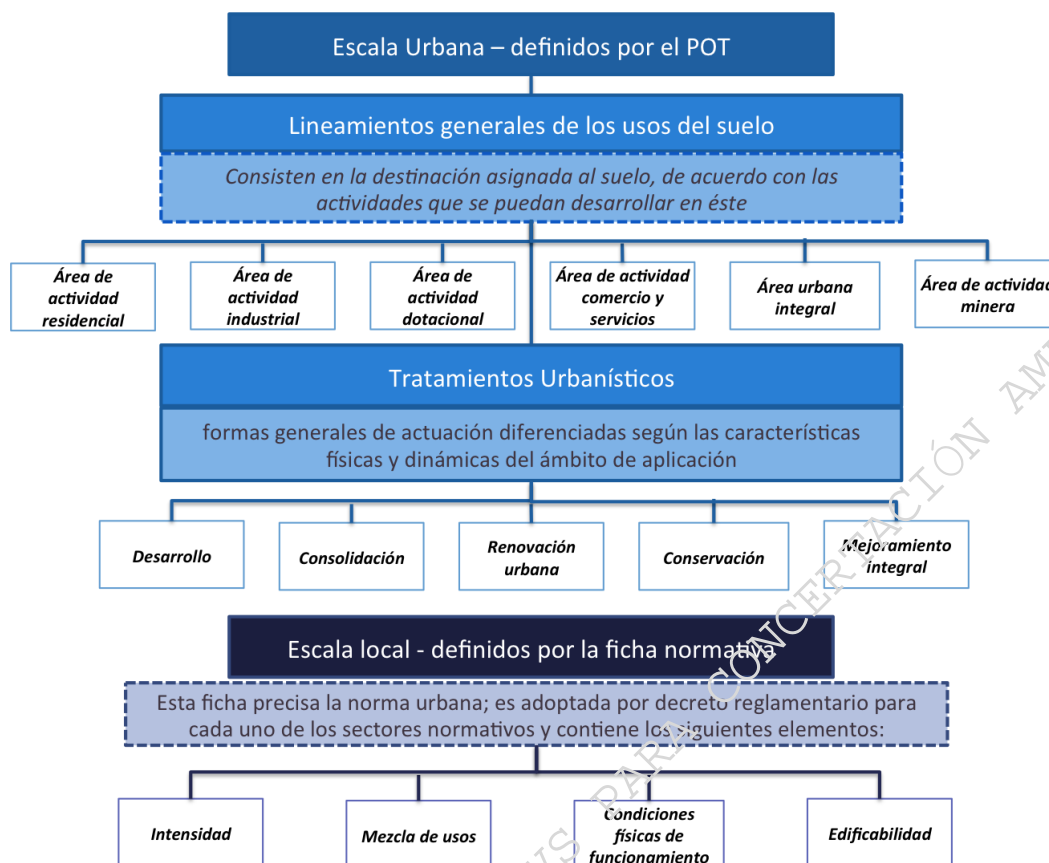 Escala Urbana – definidos por el POT
Lineamientos generales de los usos del suelo
Consisten en la destinación asignada al suelo, de acuerdo con las
actividades que se puedan desarrollar en éste
Área de
actividad
residencial
Área de
actividad
industrial
Área de
actividad
dotacional
Área de actividad
comercio y
servicios
Área urbana
integral
Área de actividad
minera
Tratamientos Urbanísticos
formas generales de actuación diferenciadas según las características
físicas y dinámicas del ámbito de aplicación
Desarrollo
Consolidación
Renovación
urbana
Conservación
Mejoramiento
integral
Escala local - definidos por la ficha normativa
Esta ficha precisa la norma urbana; es adoptada por decreto reglamentario para
cada uno de los sectores normativos y contiene los siguientes elementos:
Intensidad
Mezcla de usos
Condiciones
físicas de
funcionamiento
Edificabilidad
PARA CONCERTACIÓN